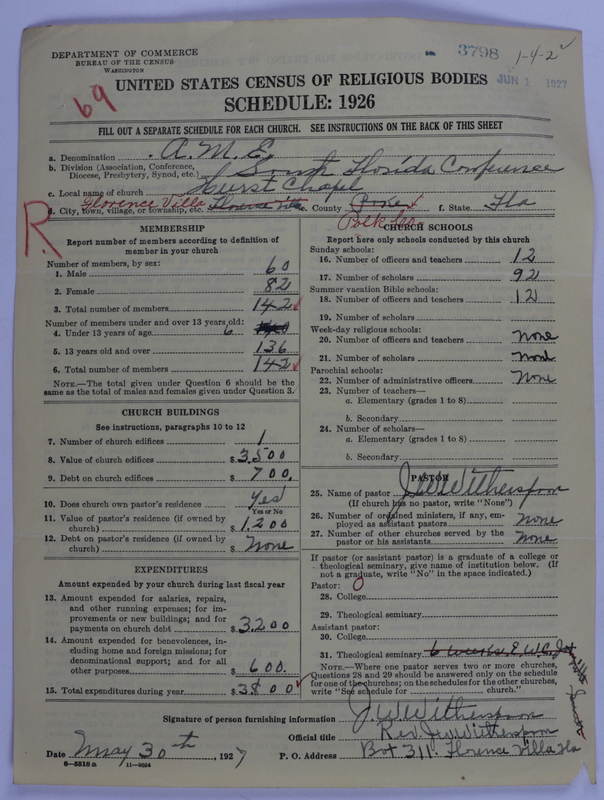 DEPARTMENT OF COMMERCE
BUREAU OF THE CENSUS
WASHINGTON
3798
1-4-2
JUN 1 1927
69
UNITED STATES CENSUS OF RELIGIOUS BODIES
SCHEDULE: 1926
FILL OUT A SEPARATE SCHEDULE FOR EACH CHURCH. SEE INSTRUCTIONS ON THE BACK OF THIS SHEET
a. Denomination A.M.E.
b. Division (Association, Conference, Diocese, Presbytery, Synod, etc.) South Florida Conference
c. Local name of church Hurst Chapel
d. City, town, village, or township, etc. Florence Villa Florence Villa e. County Polk f. State Fla
R
MEMBERSHIP
Report number of members according to definition of
member in your church
Number of members, by sex:
1. Male 60
2. Female 82
3. Total number of members 142
Number of members under and over 13 years old:
4. Under 13 years of age 6
5. 13 years old and over 136
6. Total number of members 142
NOTE.—The total given under Question 6 should be the
same as the total of males and females given under Question 3.
CHURCH BUILDINGS
See instructions, paragraphs 10 to 12
7. Number of church edifices 1
8. Value of church edifices $3500
9. Debt on church edifices $700.
10. Does church own pastor's residence? Yes
Yes or No
11. Value of pastor's residence (if owned by
church) $1200
12. Debt on pastor's residence (if owned by
church) $ None
EXPENDITURES
Amount expended by your church during last fiscal year
13. Amount expended for salaries, repairs,
and other running expenses; for im-
provements or new buildings; and for
payments on church debt $3200
14. Amount expended for benevolences, in-
cluding home and foreign missions; for
denominational support; and for all
other purposes $600.
15. Total expenditures during year $3800
CHURCH SCHOOLS
Report here only schools conducted by this church
Sunday schools:
16. Number of officers and teachers 12
17. Number of scholars 92
Summer vacation Bible schools:
18. Number of officers and teachers 12
19. Number of scholars
Week-day religious schools:
20. Number of officers and teachers None
21. Number of scholars None
Parochial schools:
22. Number of administrative officers None
23. Number of teachers—
a. Elementary (grades 1 to 8)
b. Secondary
24. Number of scholars—
a. Elementary (grades 1 to 8)
b. Secondary
PASTOR
25. Name of pastor J.W. Witherspoon
(If church has no pastor, write "None")
26. Number of ordained ministers, if any, em-
ployed as assistant pastors None
27. Number of other churches served by the
pastor or his assistants None
If pastor (or assistant pastor) is a graduate of a college or
theological seminary, give name of institution below. (If
not a graduate, write "No" in the space indicated.)
Pastor: 0
28. College
29. Theological seminary
Assistant pastor:
30. College
31. Theological seminary 6 weeks E.W.C.
NOTE.—Where one pastor serves two or more churches,
Questions 28 and 29 should be answered only on the schedule
for one of the churches; on the schedules for the other churches,
write "See schedule for church."
Signature of person furnishing information J.W. Witherspoon
Official title Rev. J.W. Witherspoon
Date May 30th, 1927 P. O. Address Box 311. Florence Villa Fla
6-5518a 11-9024